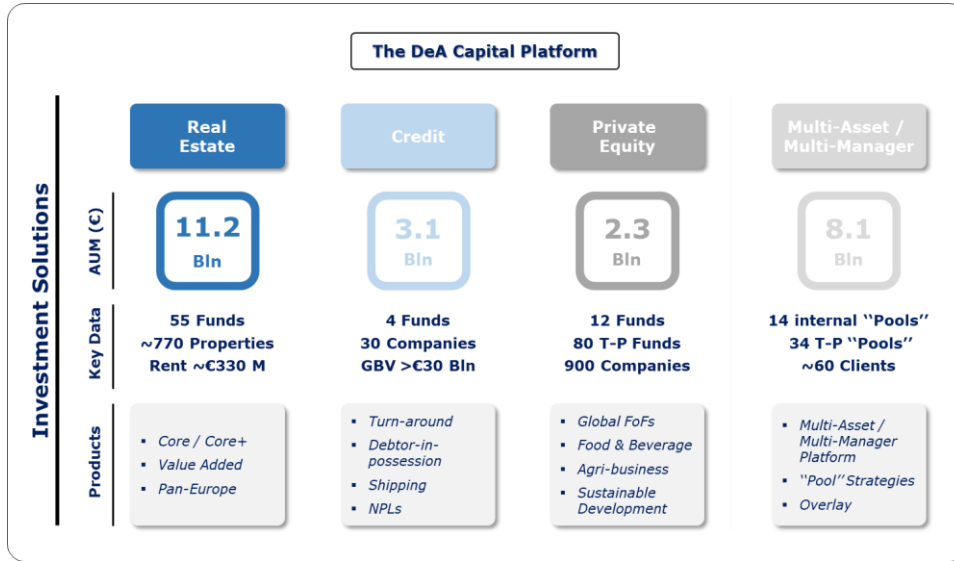 The DeA Capital Platform
Investment Solutions
Real
Estate
Credit
Private
Equity
Multi-Asset /
Multi-Manager
AUM (€)
11.2
Bln
3.1
Bln
2.3
Bln
8.1
Bln
Key Data
55 Funds
~770 Properties
Rent ~€330 M
4 Funds
30 Companies
GBV >€30 Bln
12 Funds
80 T-P Funds
900 Companies
14 internal "Pools"
34 T-P "Pools"
~60 Clients
Products
▪ Core / Core+
▪ Value Added
▪ Pan-Europe
▪ Turn-around
▪ Debtor-in-
possession
▪ Shipping
▪ NPLs
▪ Global FoFs
▪ Food & Beverage
▪ Agri-business
▪ Sustainable
Development
▪ Multi-Asset /
Multi-Manager
Platform
▪ "Pool" Strategies
▪ Overlay